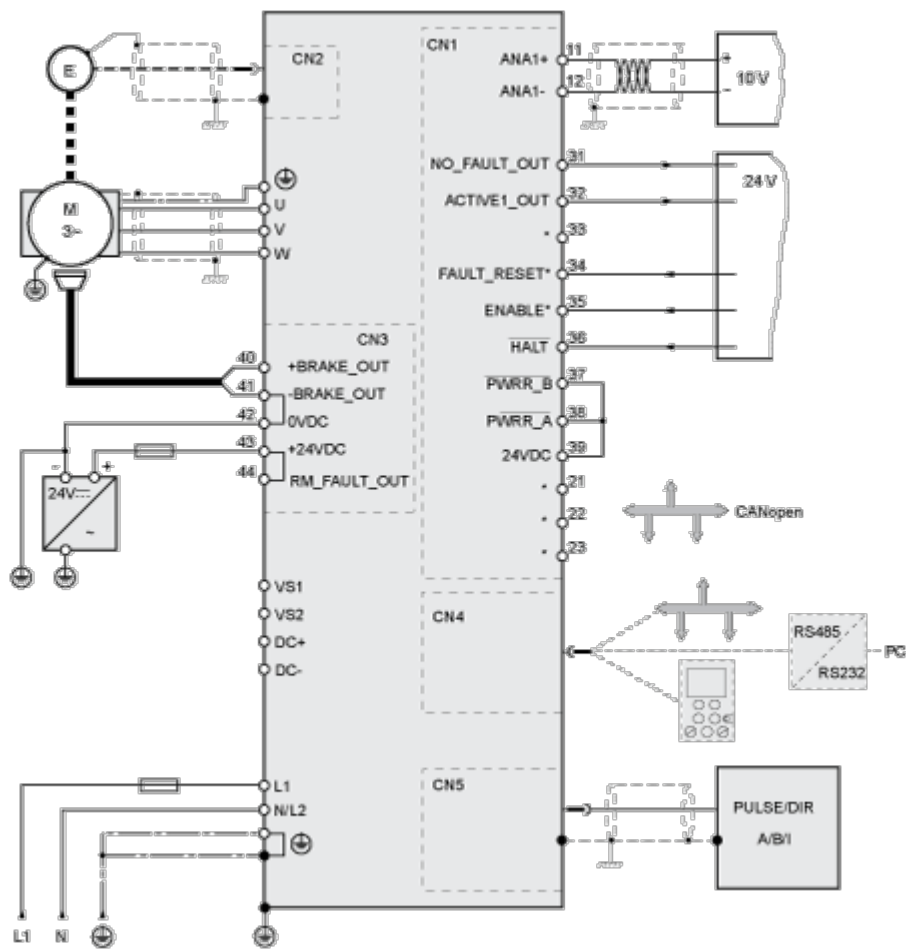 E
M
3~
24V
~
-
+
L1
N
CN2
U
V
W
CN3
40 +BRAKE_OUT
41 -BRAKE_OUT
42 0VDC
43 +24VDC
44 RM_FAULT_OUT
VS1
VS2
DC+
DC-
L1
N/L2
CN1
ANA1+ 11
ANA1- 12
NO_FAULT_OUT 31
ACTIVE1_OUT 32
* 33
FAULT_RESET* 34
ENABLE* 35
HALT 36
PWRR_B 37
PWRR_A 38
24VDC 39
* 21
* 22
* 23
CN4
CN5
+
10V
-
24V
CANopen
RS485
RS232
PC
PULSE/DIR
A/B/I